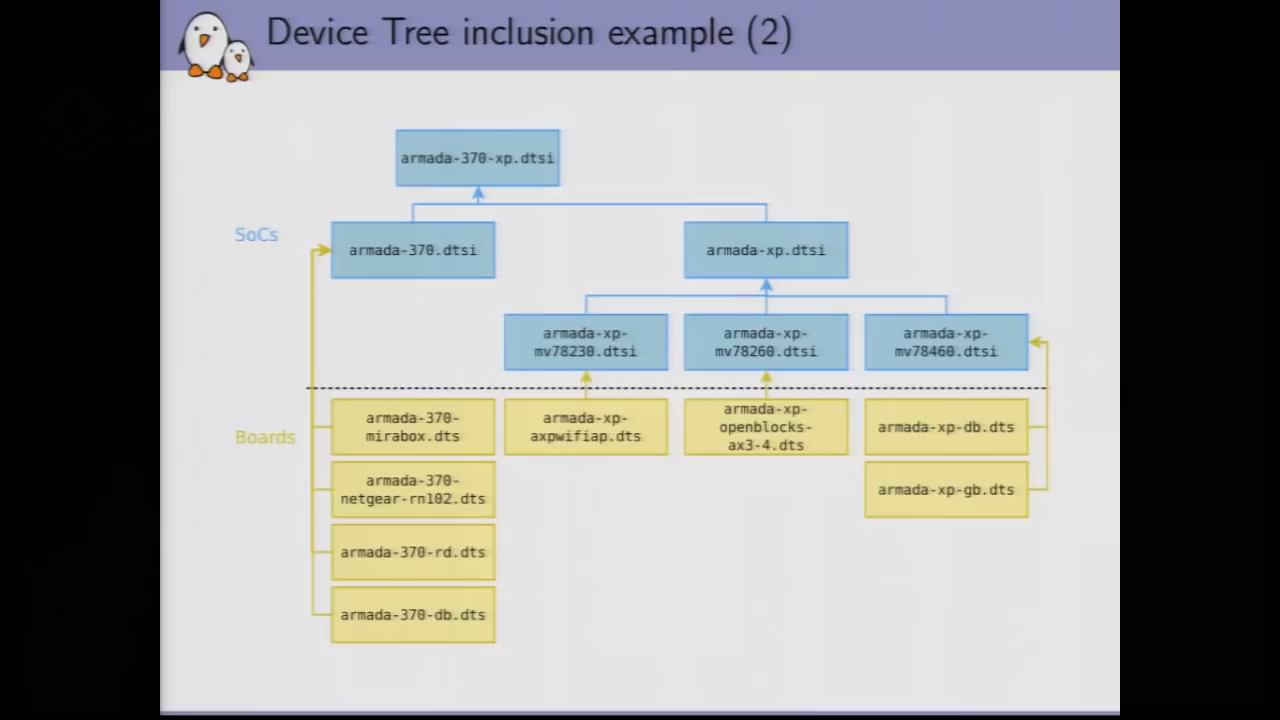 Device Tree inclusion example (2)
armada-370-xp.dtsi
SoCs
armada-370.dtsi
armada-xp.dtsi
armada-xp-
mv78230.dtsi
armada-xp-
mv78260.dtsi
armada-xp-
mv78460.dtsi
Boards
armada-370-
mirabox.dts
armada-xp-
axpwifiap.dts
armada-xp-
openblocks-
ax3-4.dts
armada-xp-db.dts
armada-370-
netgear-rn102.dts
armada-xp-gb.dts
armada-370-rd.dts
armada-370-db.dts